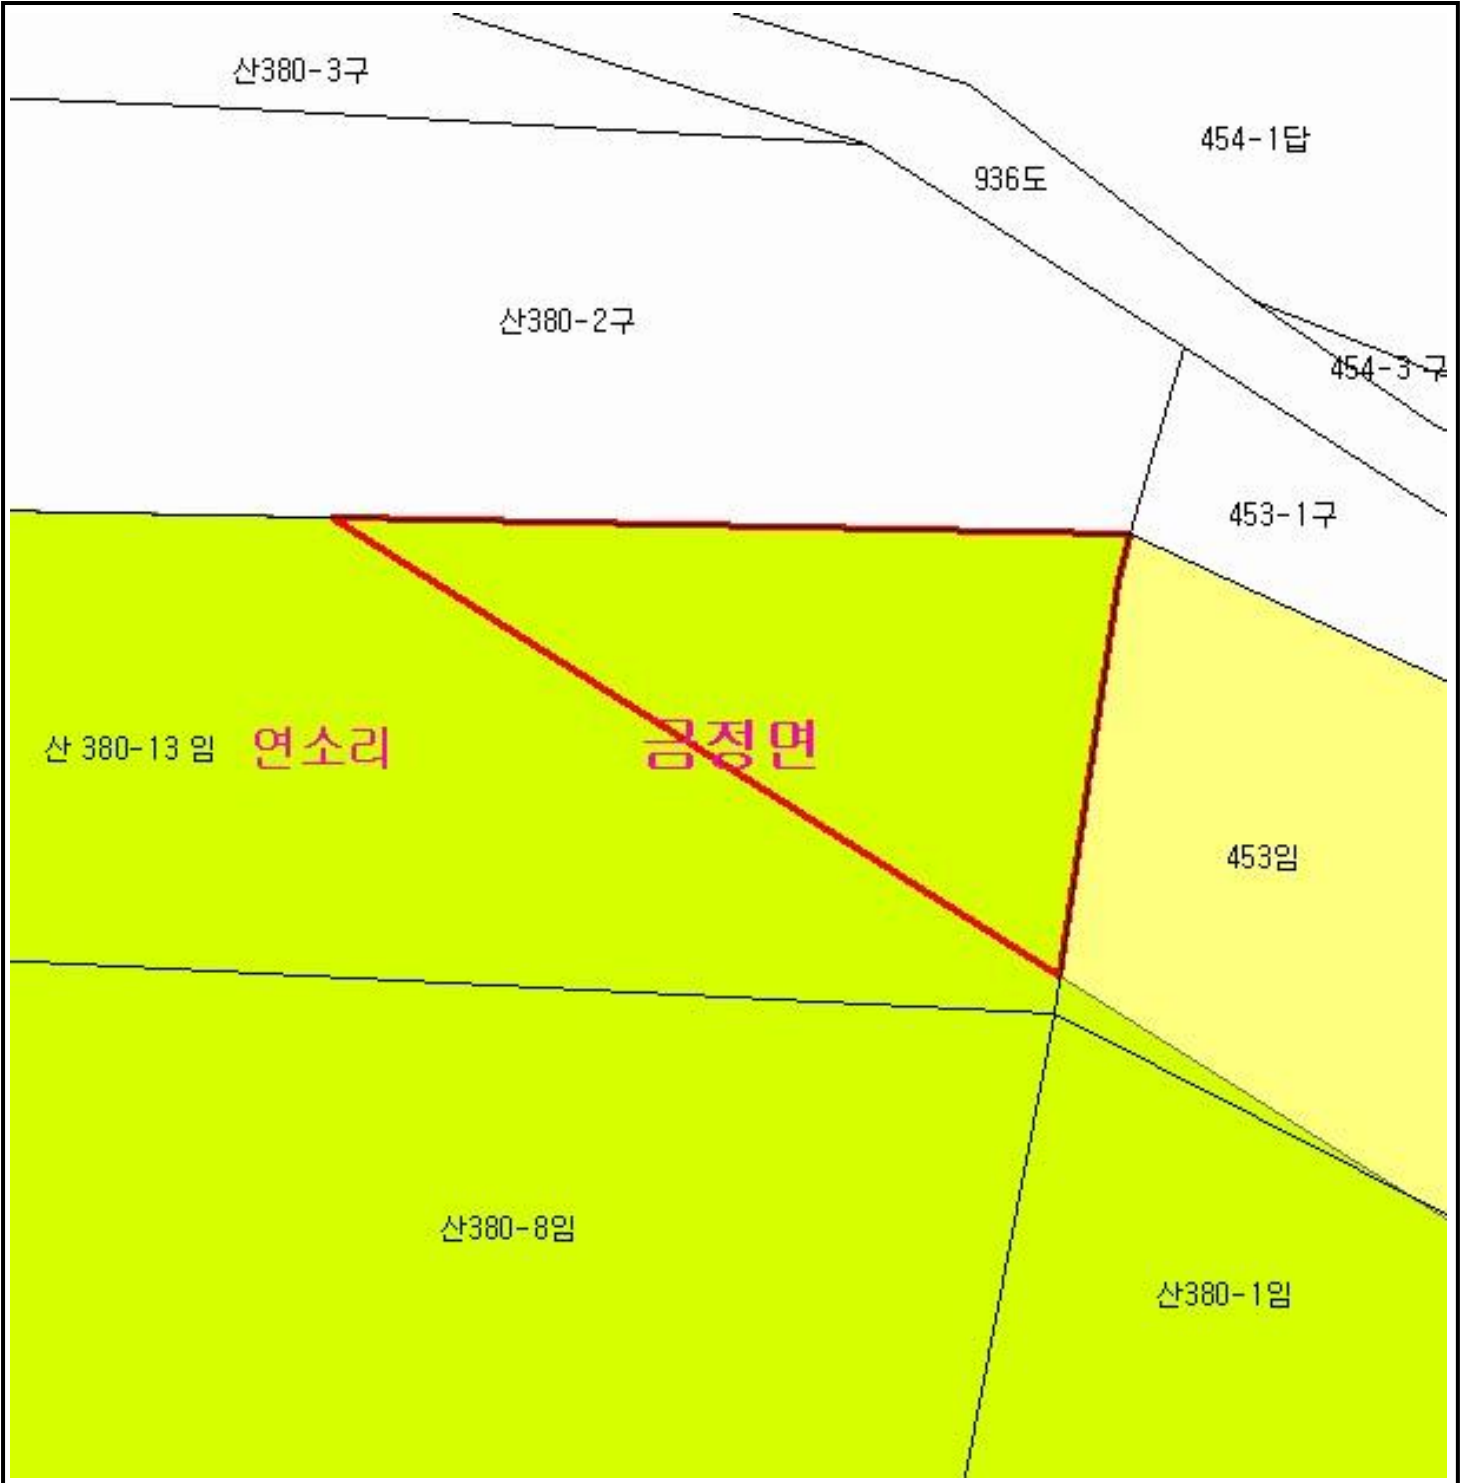 산380-3구
454-1답
936도
산380-2구
454-3 구
453-1구
산 380-13 임
연소리
금정면
453임
산380-8임
산380-1임